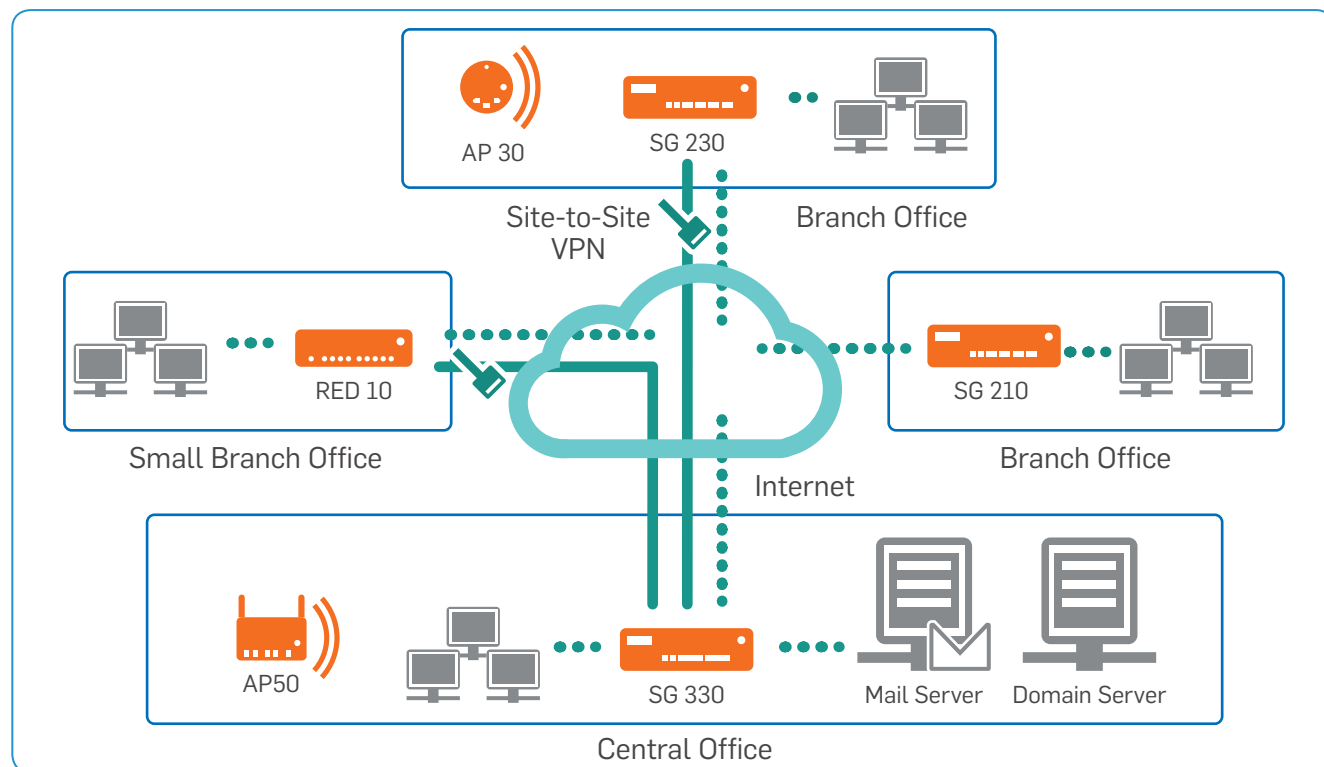 AP 30
SG 230
Site-to-Site
VPN
Branch Office
RED 10
SG 210
Small Branch Office
Branch Office
Internet
AP50
SG 330
Mail Server
Domain Server
Central Office